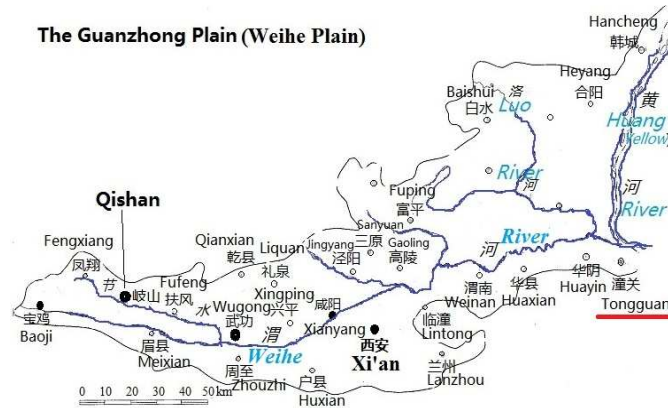 The Guanzhong Plain (Weihe Plain)
Hancheng
韩城
Heyang
合阳
Baishui
白水
洛
Luo
River
河
黄
Huang
(Yellow)
河
River
Qishan
Fuping
富平
Sanyuan
三原
Jingyang
泾阳
Gaoling
高陵
Fengxiang
凤翔
Qianxian
乾县
Liquan
礼泉
岐山
Fufeng
扶风
节
水
Wugong
武功
Xingping
兴平
咸阳
Xianyang
河
River
渭南
Weinan
华县
Huaxian
华阴
Huayin
潼关
Tongguan
宝鸡
Baoji
眉县
Meixian
渭
Weihe
西安
Xi'an
临潼
Lintong
周至
Zhouzhi
户县
Huxian
兰州
Lanzhou
0 10 20 30 40 50km